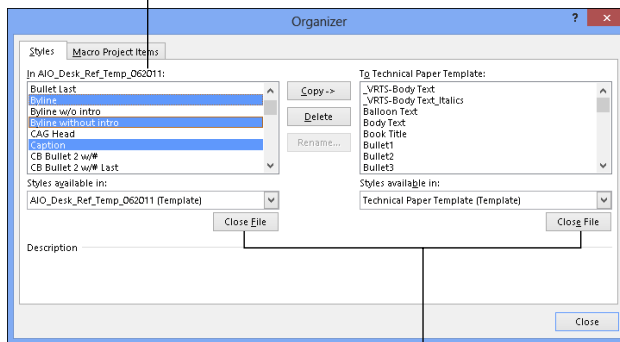 Organizer
?
×
Styles
Macro Project Items
In AIO_Desk_Ref_Temp_062011:
Bullet Last
Byline
Byline w/o intro
Byline without intro
CAG Head
Caption
CB Bullet 2 w/#
CB Bullet 2 w/# Last
Styles available in:
AIO_Desk_Ref_Temp_062011 (Template)
Close File
Copy ->
Delete
Rename...
To Technical Paper Template:
_VRTS-Body Text
_VRTS-Body Text_Italics
Balloon Text
Body Text
Book Title
Bullet1
Bullet2
Bullet3
Styles available in:
Technical Paper Template (Template)
Close File
Description
Close